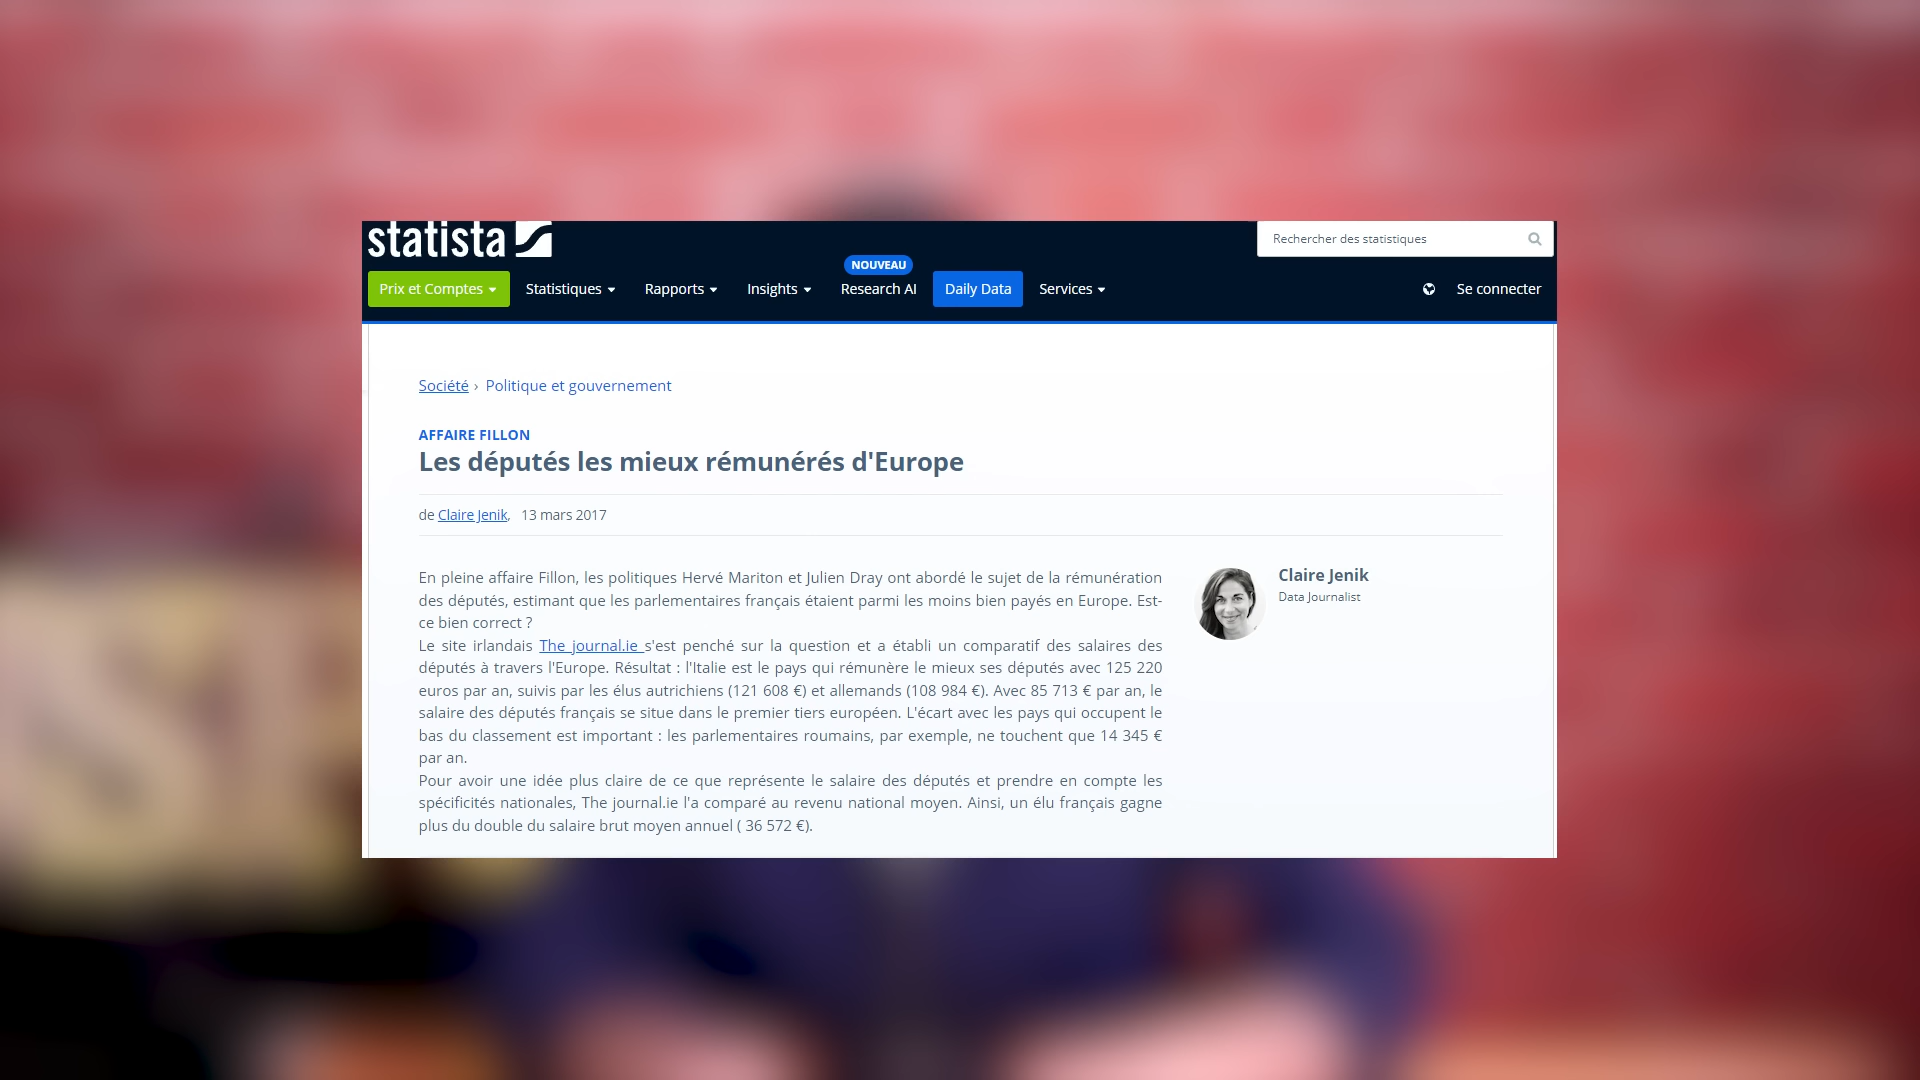 statista
Rechercher des statistiques
NOUVEAU
Prix et Comptes Statistiques Rapports Insights Research AI Daily Data Services Se connecter
Société › Politique et gouvernement
AFFAIRE FILLON
Les députés les mieux rémunérés d'Europe
de Claire Jenik, 13 mars 2017
En pleine affaire Fillon, les politiques Hervé Mariton et Julien Dray ont abordé le sujet de la rémunération
des députés, estimant que les parlementaires français étaient parmi les moins bien payés en Europe. Est-
ce bien correct ?
Le site irlandais The journal.ie s'est penché sur la question et a établi un comparatif des salaires des
députés à travers l'Europe. Résultat : l'Italie est le pays qui rémunère le mieux ses députés avec 125 220
euros par an, suivis par les élus autrichiens (121 608 €) et allemands (108 984 €). Avec 85 713 € par an, le
salaire des députés français se situe dans le premier tiers européen. L'écart avec les pays qui occupent le
bas du classement est important : les parlementaires roumains, par exemple, ne touchent que 14 345 €
par an.
Pour avoir une idée plus claire de ce que représente le salaire des députés et prendre en compte les
spécificités nationales, The journal.ie l'a comparé au revenu national moyen. Ainsi, un élu français gagne
plus du double du salaire brut moyen annuel ( 36 572 €).
Claire Jenik
Data Journalist